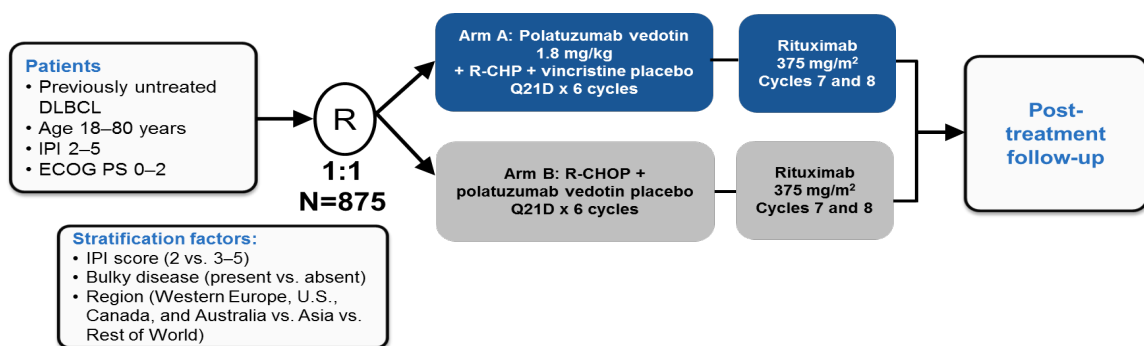 Patients
• Previously untreated
DLBCL
• Age 18–80 years
• IPI 2–5
• ECOG PS 0–2
R
1:1
N=875
Arm A: Polatuzumab vedotin
1.8 mg/kg
+ R-CHP + vincristine placebo
Q21D x 6 cycles
Rituximab
375 mg/m²
Cycles 7 and 8
Arm B: R-CHOP +
polatuzumab vedotin placebo
Q21D x 6 cycles
Rituximab
375 mg/m²
Cycles 7 and 8
Post-
treatment
follow-up
Stratification factors:
• IPI score (2 vs. 3–5)
• Bulky disease (present vs. absent)
• Region (Western Europe, U.S.,
Canada, and Australia vs. Asia vs.
Rest of World)